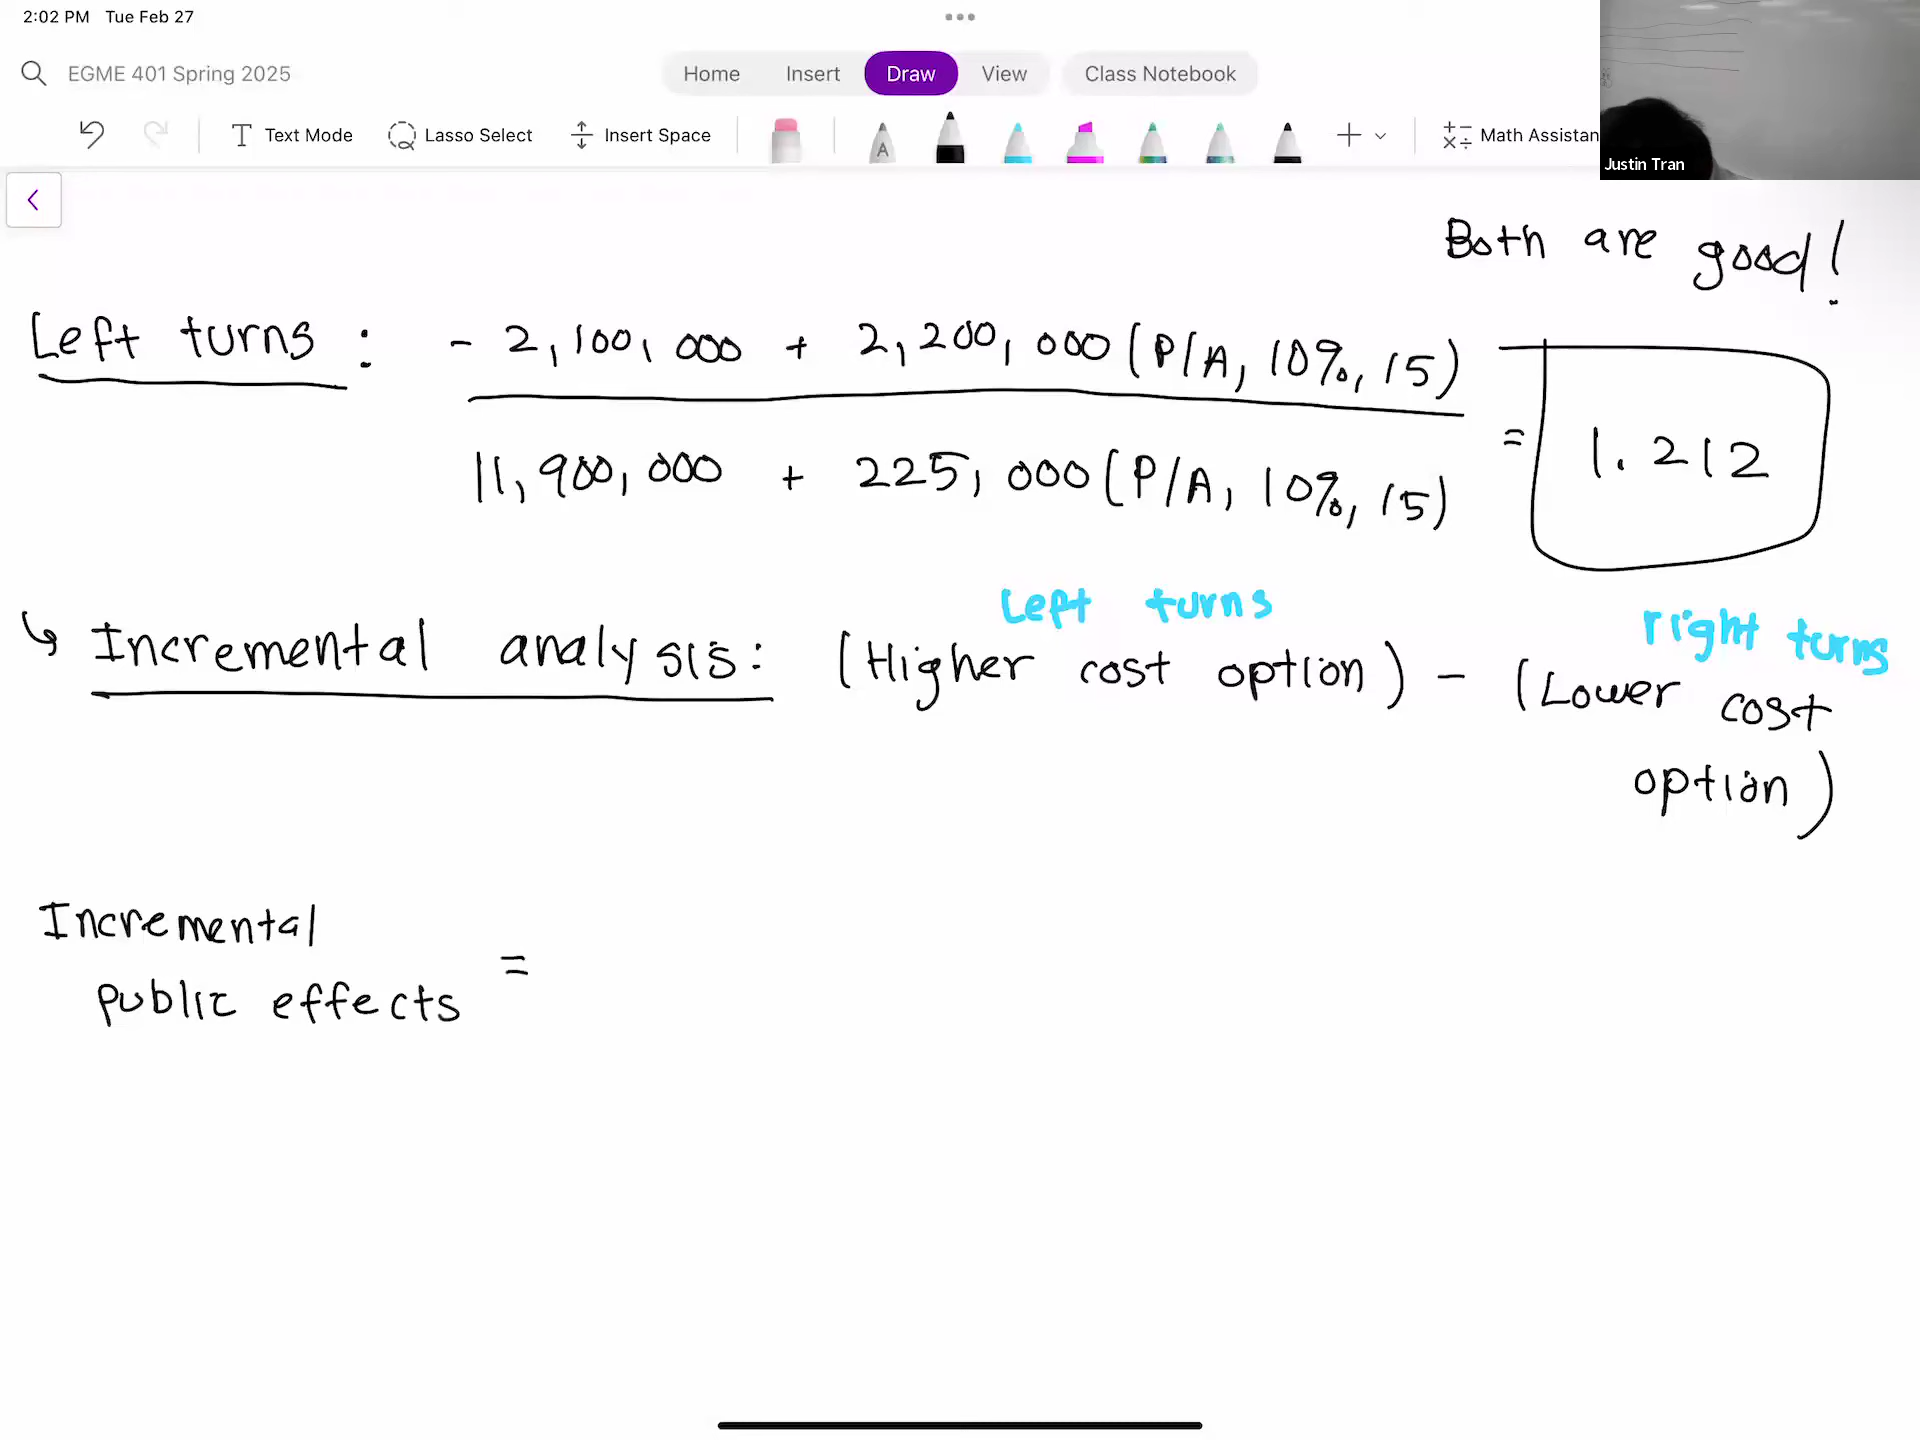 2:02 PM Tue Feb 27
EGME 401 Spring 2025
Home Insert Draw View Class Notebook
Text Mode Lasso Select Insert Space Math Assistan
A
Justin Tran
Both are good!
Left turns: - 2,100,000 + 2,200,000 (P/A, 10%, 15)
11,900,000 + 225,000 (P/A, 10%, 15)
= 1.212
left turns
right turns
↳ Incremental analysis: (Higher cost option) - (Lower cost
option)
Incremental
public effects =